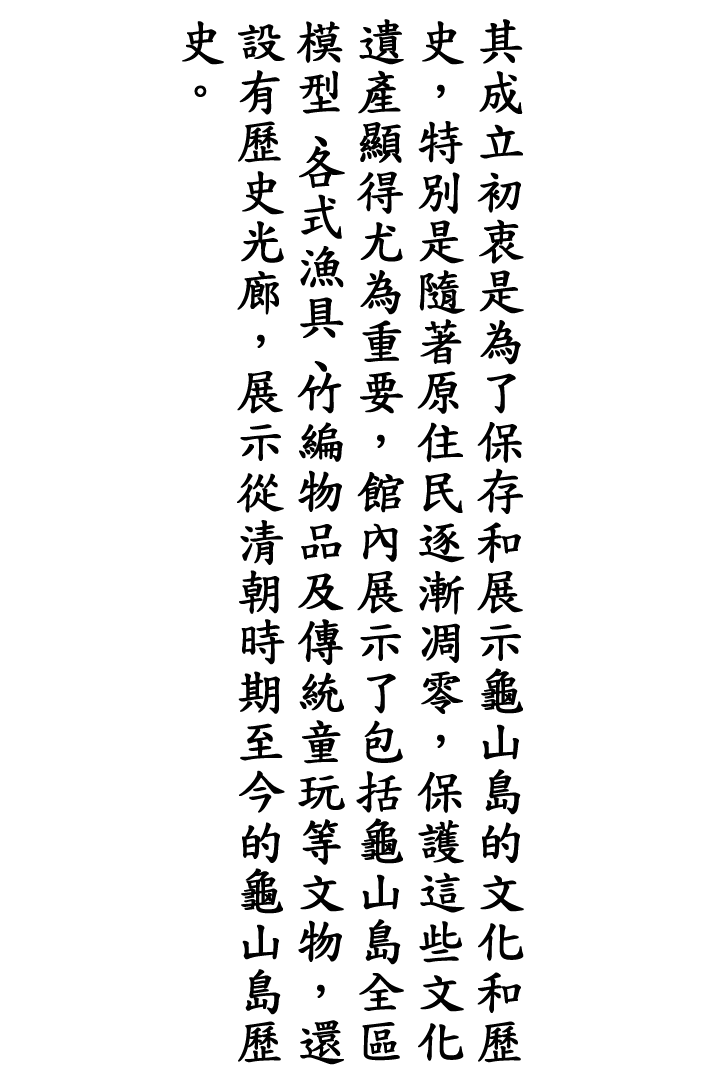 其成立初衷是為了保存和展示龜山島的文化和歷
史，特別是隨著原住民逐漸凋零，保護這些文化
遺產顯得尤為重要，館內展示了包括龜山島全區
模型、各式漁具、竹編物品及傳統童玩等文物，還
設有歷史光廊，展示從清朝時期至今的龜山島歷
史。